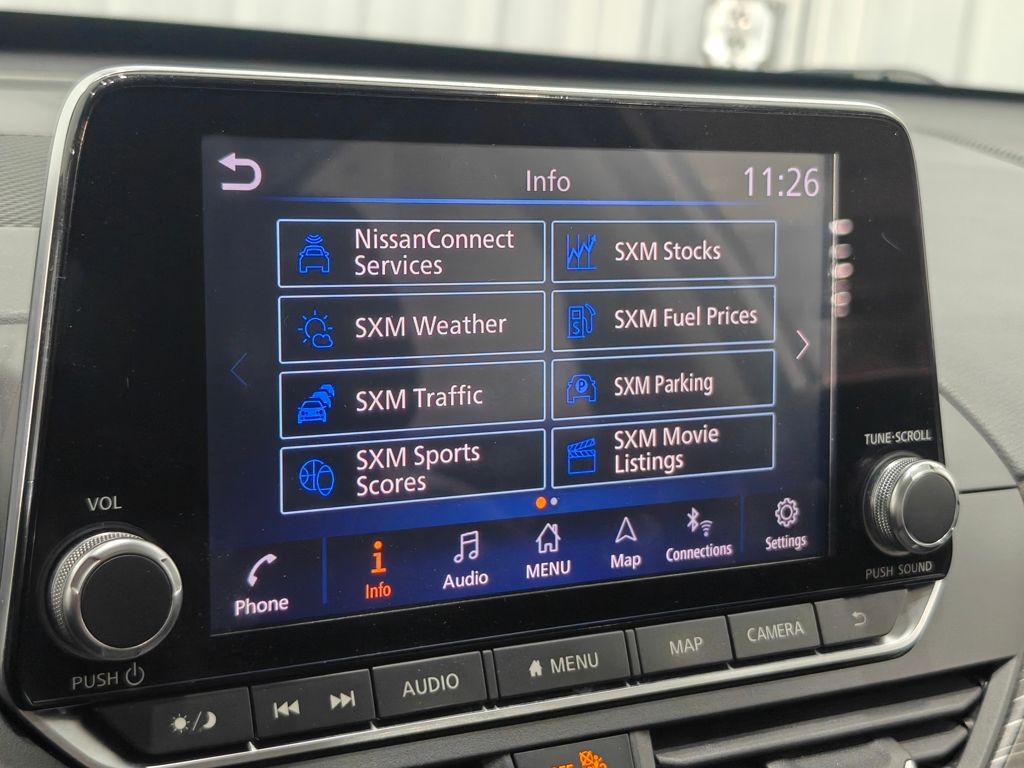 Info
11:26
NissanConnect
Services
SXM Stocks
SXM Weather
SXM Fuel Prices
SXM Traffic
SXM Parking
SXM Sports
Scores
SXM Movie
Listings
Phone
Info
Audio
MENU
Map
Connections
Settings
VOL
PUSH
TUNE·SCROLL
PUSH SOUND
AUDIO
MENU
MAP
CAMERA